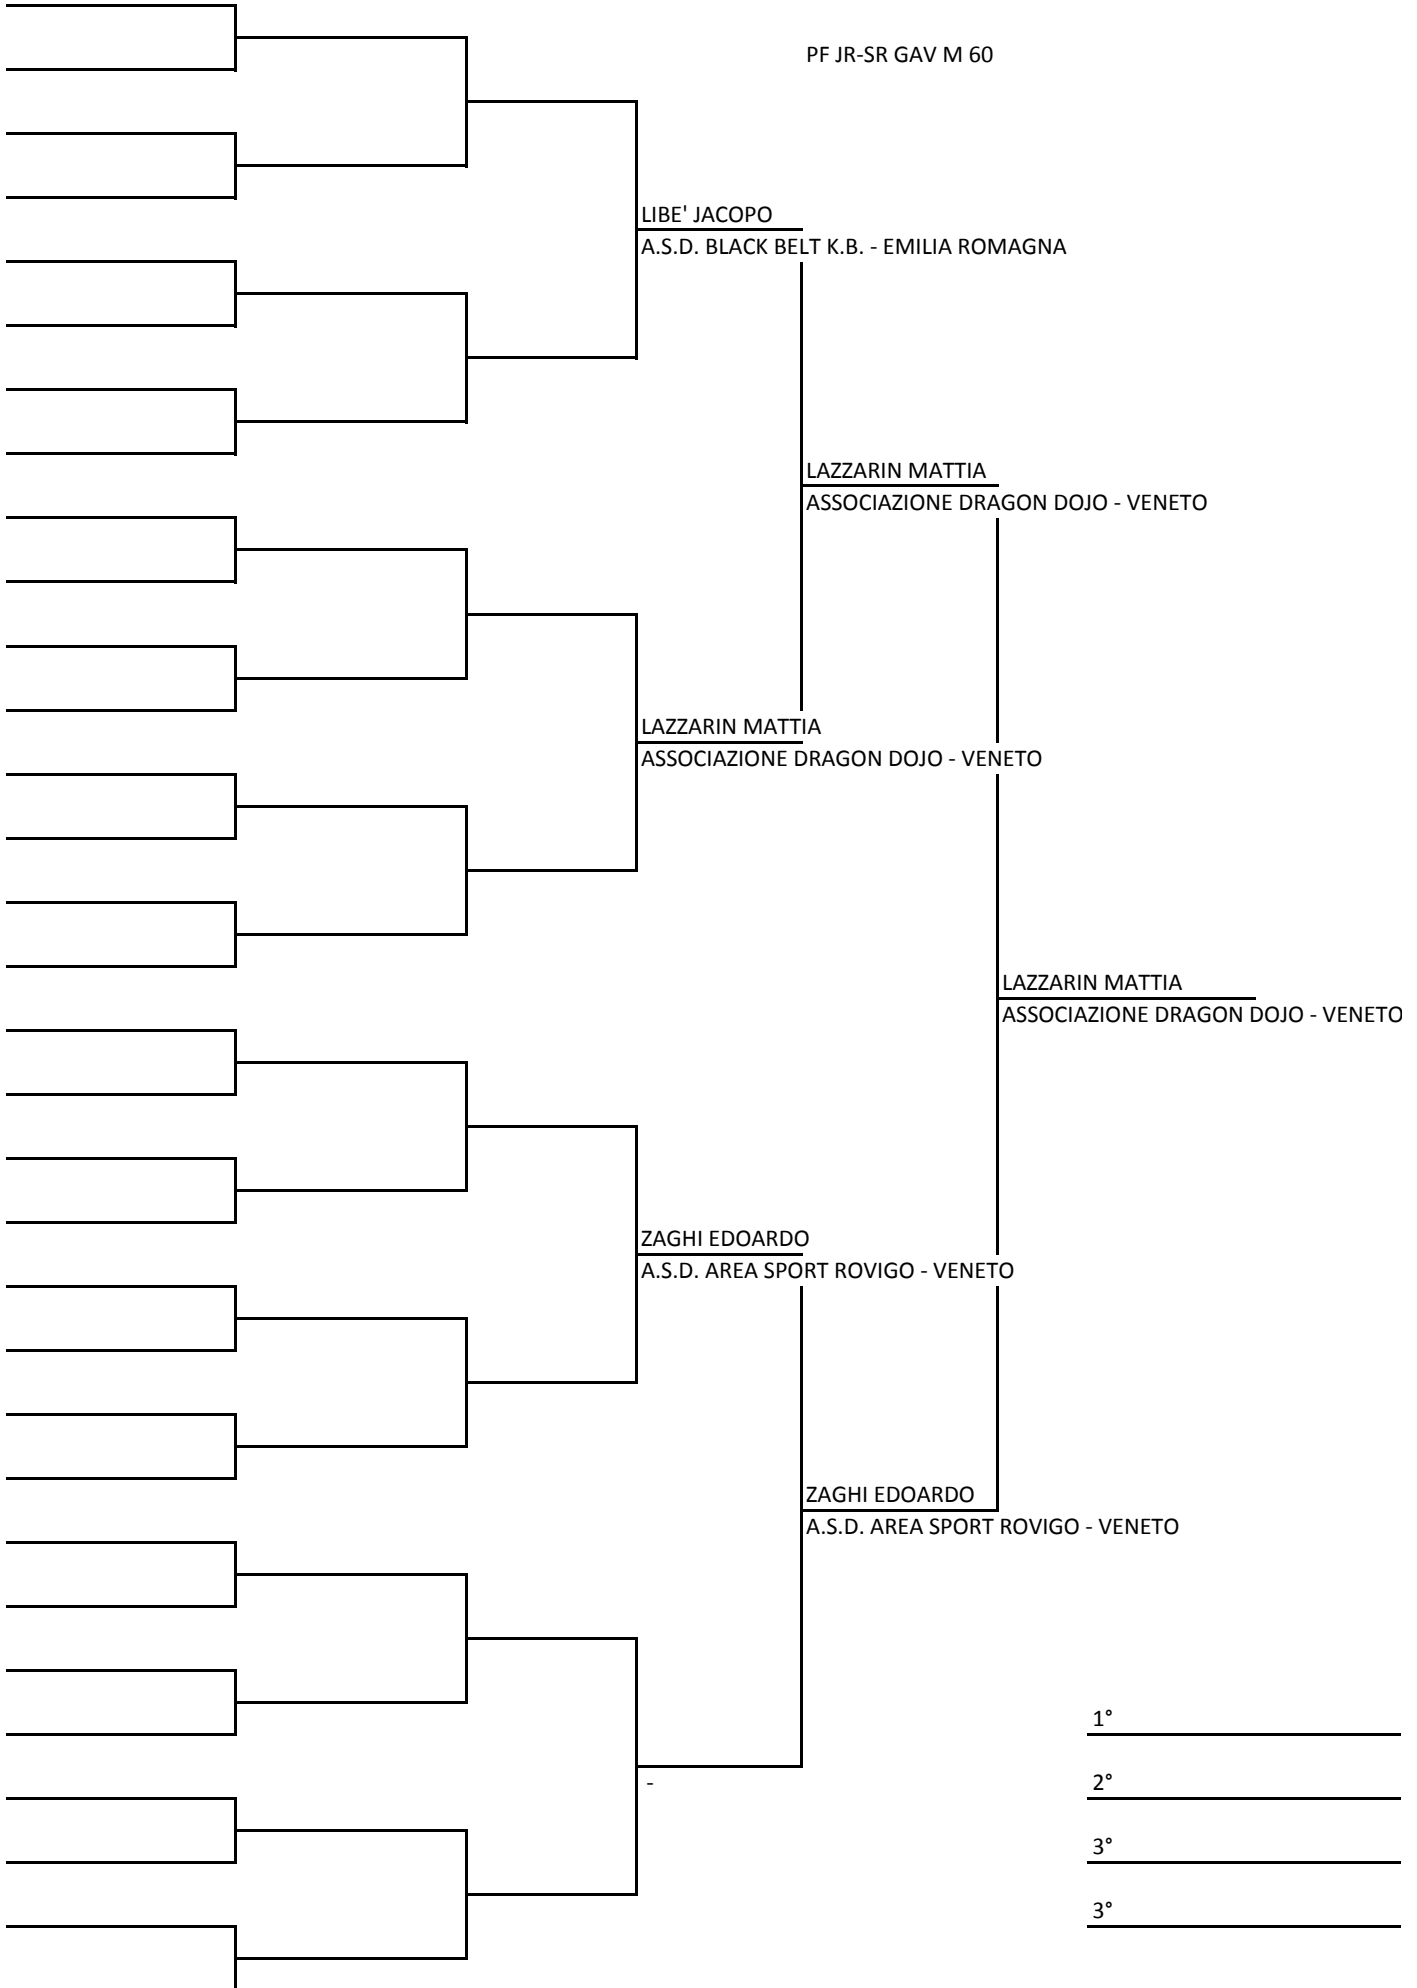 PF JR-SR GAV M 60
LIBE' JACOPO
A.S.D. BLACK BELT K.B. - EMILIA ROMAGNA
LAZZARIN MATTIA
ASSOCIAZIONE DRAGON DOJO - VENETO
LAZZARIN MATTIA
ASSOCIAZIONE DRAGON DOJO - VENETO
LAZZARIN MATTIA
ASSOCIAZIONE DRAGON DOJO - VENETO
ZAGHI EDOARDO
A.S.D. AREA SPORT ROVIGO - VENETO
ZAGHI EDOARDO
A.S.D. AREA SPORT ROVIGO - VENETO
1°
-
2°
3°
3°